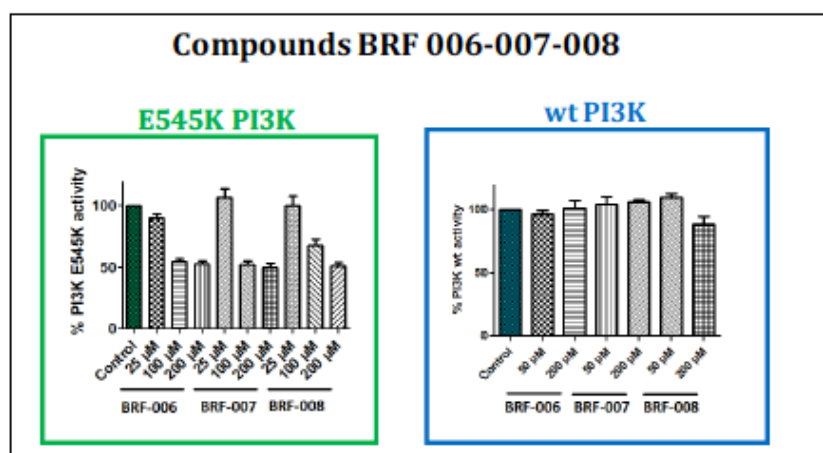 Compounds BRF 006-007-008
E545K PI3K
% PI3K E545K activity
100
50
0
Control
25 µM
100 µM
200 µM
25 µM
100 µM
200 µM
25 µM
100 µM
200 µM
BRF-006
BRF-007
BRF-008
wt PI3K
% PI3K wt activity
100
50
0
Control
50 µM
200 µM
50 µM
200 µM
50 µM
200 µM
BRF-006
BRF-007
BRF-008